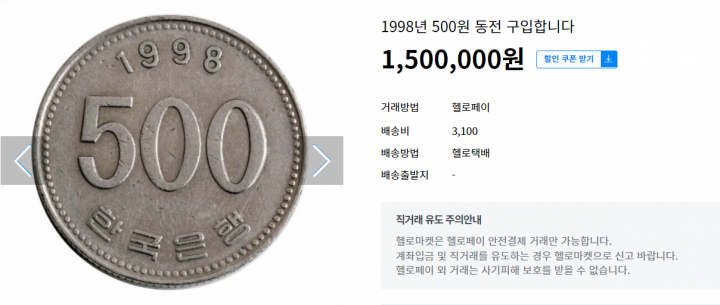 1998
500
한국은행
1998년 500원 동전 구입합니다
1,500,000원
할인 쿠폰 받기
거래방법 헬로페이
배송비 3,100
배송방법 헬로택배
배송출발지 -
직거래 유도 주의안내
헬로마켓은 헬로페이 안전결제 거래만 가능합니다.
계좌입금 및 직거래를 유도하는 경우 헬로마켓으로 신고 바랍니다.
헬로페이 외 거래는 사기피해 보호를 받을 수 없습니다.